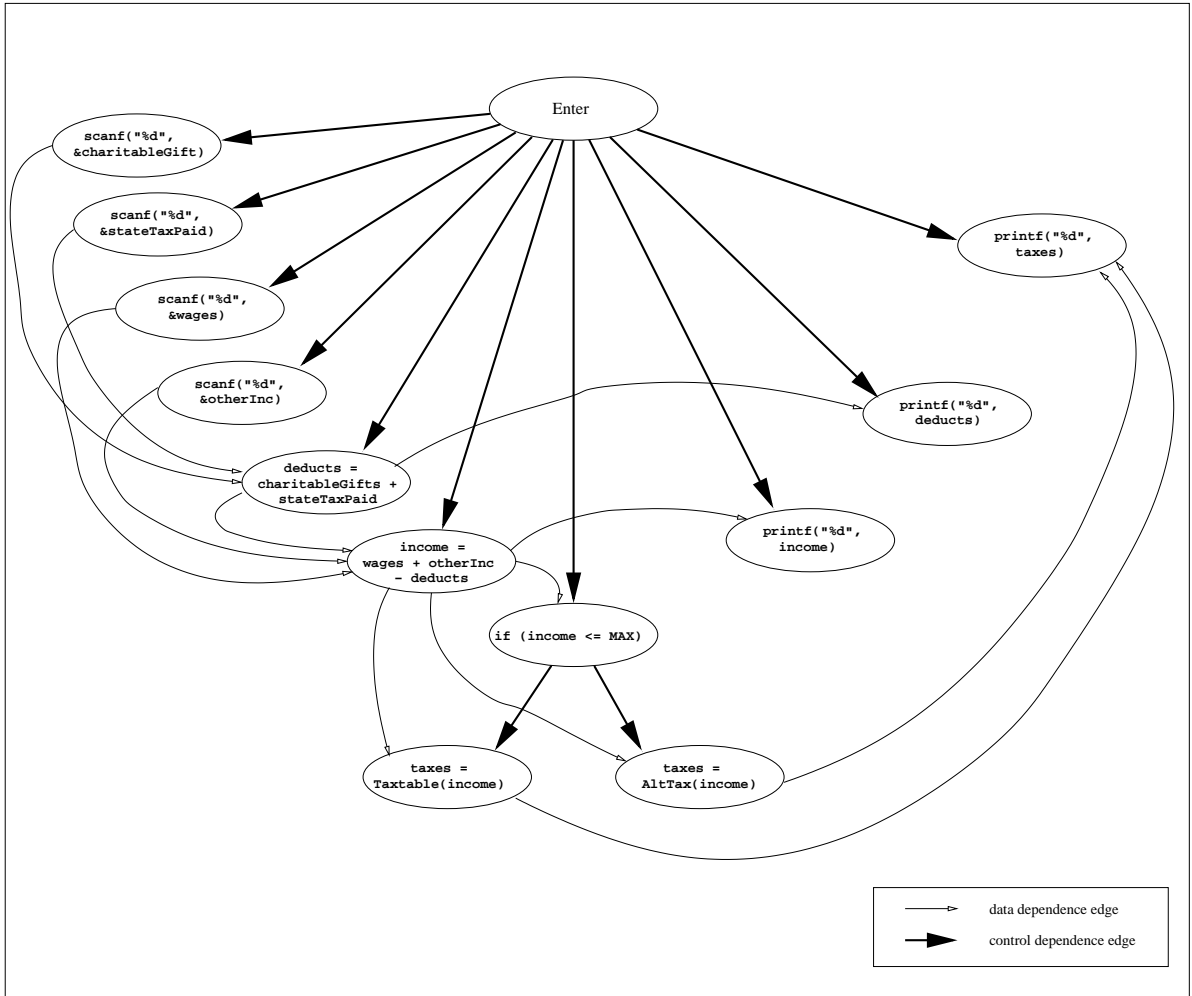 Enter
scanf("%d",
&charitableGift)
scanf("%d",
&stateTaxPaid)
printf("%d",
taxes)
scanf("%d",
&wages)
scanf("%d",
&otherInc)
printf("%d",
deducts)
deducts =
charitableGifts +
stateTaxPaid
income =
wages + otherInc
- deducts
printf("%d",
income)
if (income <= MAX)
taxes =
Taxtable(income)
taxes =
AltTax(income)
data dependence edge
control dependence edge